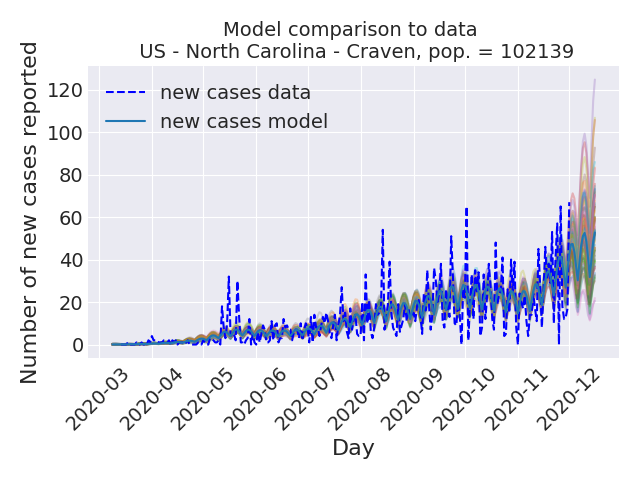 Model comparison to data
US - North Carolina - Craven, pop. = 102139
new cases data
new cases model
Number of new cases reported
120
100
80
60
40
20
0
2020-03
2020-04
2020-05
2020-06
2020-07
2020-08
2020-09
2020-10
2020-11
2020-12
Day